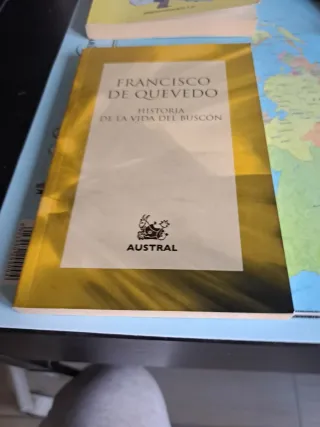 FRANCISCO
DE QUEVEDO
HISTORIA
DE LA VIDA DEL BUSCÓN
AUSTRAL